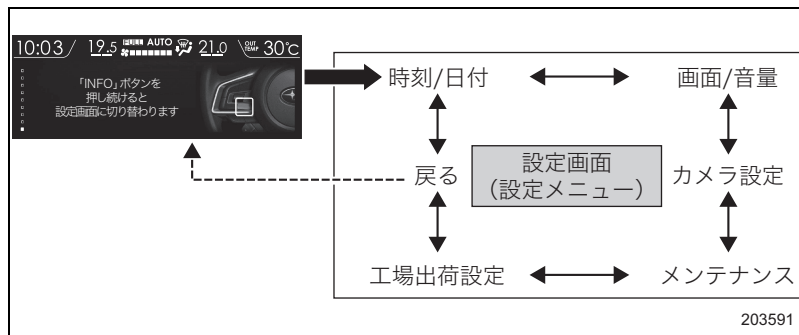 10:03 19.5 FULL AUTO 21.0 OUT TEMP 30℃
「INFO」ボタンを
押し続けると
設定画面に切り替わります
時刻/日付
画面/音量
戻る
設定画面
(設定メニュー)
カメラ設定
工場出荷設定
メンテナンス
203591